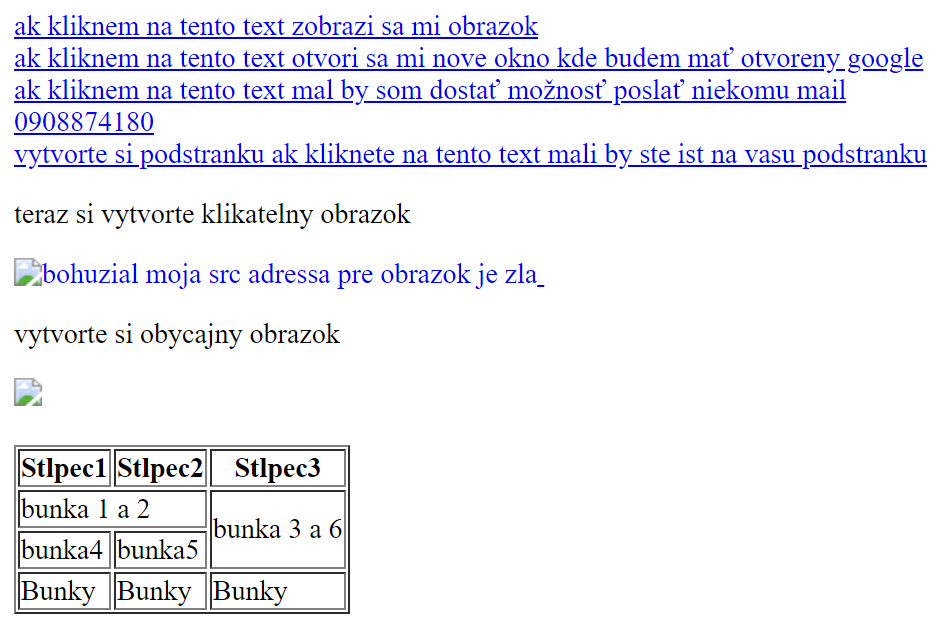 ak kliknem na tento text zobrazi sa mi obrazok
ak kliknem na tento text otvori sa mi nove okno kde budem mať otvoreny google
ak kliknem na tento text mal by som dostať možnosť poslať niekomu mail
0908874180
vytvorte si podstranku ak kliknete na tento text mali by ste ist na vasu podstranku
teraz si vytvorte klikatelny obrazok
bohuzial moja src adressa pre obrazok je zla
vytvorte si obycajny obrazok
Stlpec1 Stlpec2 Stlpec3
bunka 1 a 2
bunka 3 a 6
bunka4 bunka5
Bunky Bunky Bunky